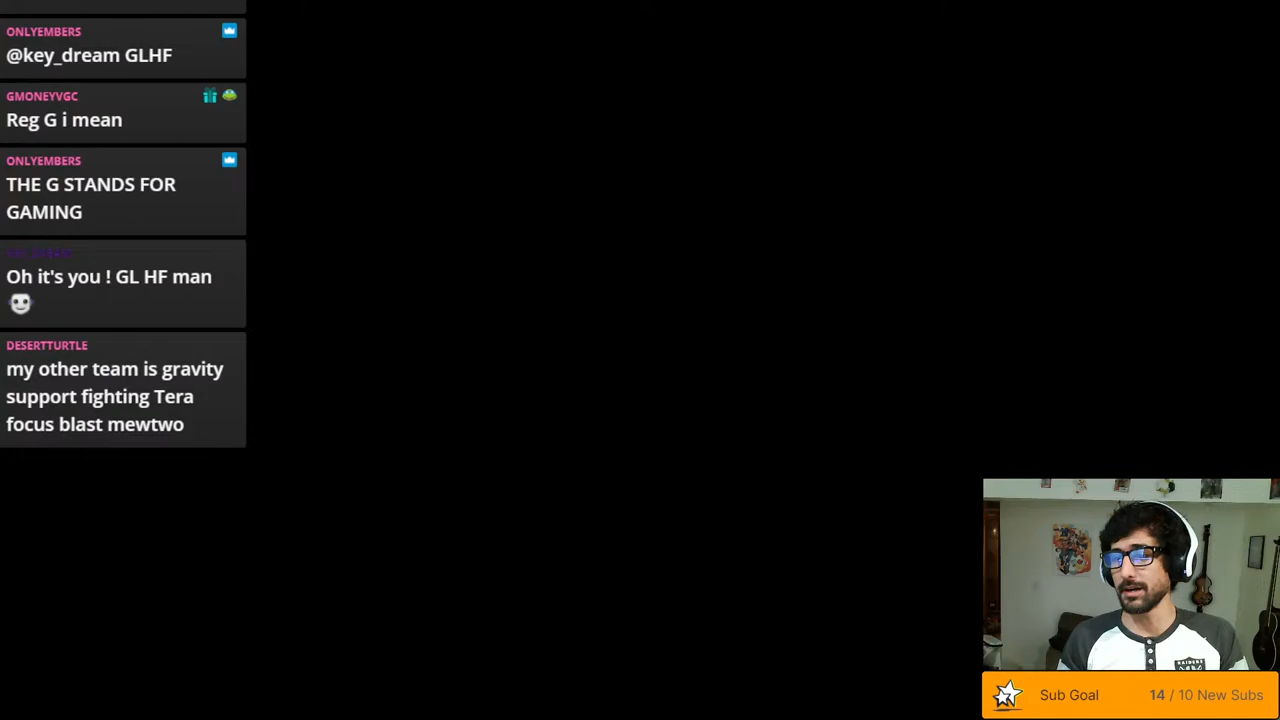 ONLYEMBERS
@key_dream GLHF
GMONEYVGC
Reg G i mean
ONLYEMBERS
THE G STANDS FOR
GAMING
Oh it's you ! GL HF man
DESERTTURTLE
my other team is gravity
support fighting Tera
focus blast mewtwo
RAIDERS
Sub Goal
14 / 10 New Subs